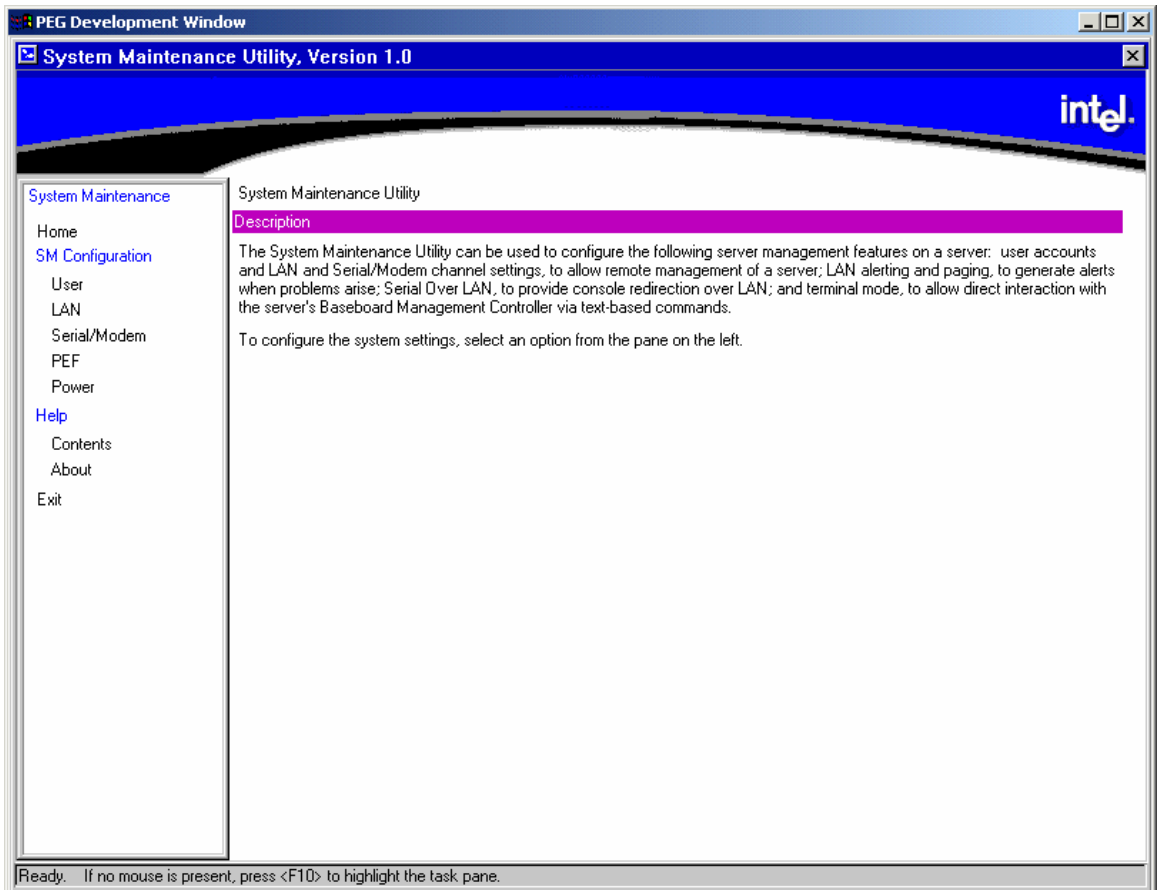 PEG Development Window
System Maintenance Utility, Version 1.0
intel.
System Maintenance
Home
SM Configuration
User
LAN
Serial/Modem
PEF
Power
Help
Contents
About
Exit
System Maintenance Utility
Description
The System Maintenance Utility can be used to configure the following server management features on a server:  user accounts
and LAN and Serial/Modem channel settings, to allow remote management of a server; LAN alerting and paging, to generate alerts
when problems arise; Serial Over LAN, to provide console redirection over LAN; and terminal mode, to allow direct interaction with
the server's Baseboard Management Controller via text-based commands.
To configure the system settings, select an option from the pane on the left.
Ready.    If no mouse is present, press <F10> to highlight the task pane.